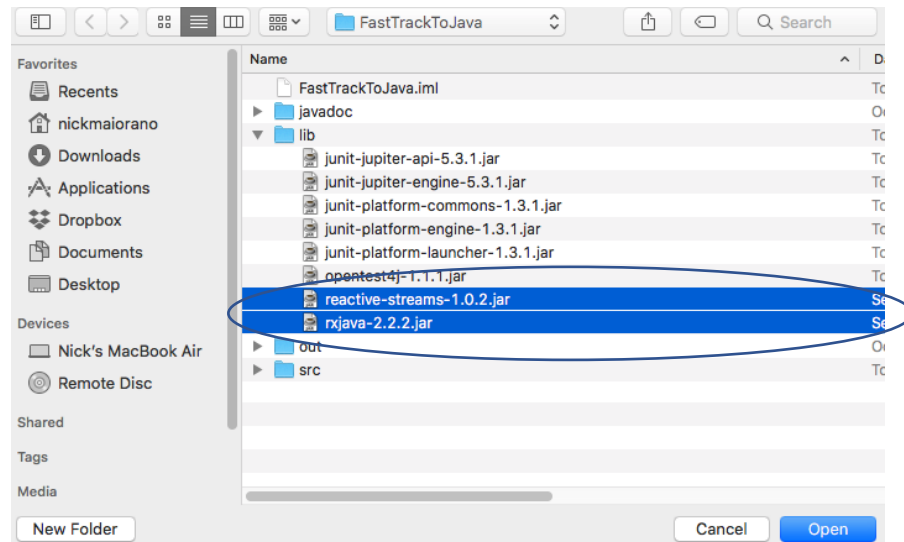 FastTrackToJava
Search
Favorites
Recents
nickmaiorano
Downloads
Applications
Dropbox
Documents
Desktop
Devices
Nick's MacBook Air
Remote Disc
Shared
Tags
Media
Name
FastTrackToJava.iml
javadoc
lib
junit-jupiter-api-5.3.1.jar
junit-jupiter-engine-5.3.1.jar
junit-platform-commons-1.3.1.jar
junit-platform-engine-1.3.1.jar
junit-platform-launcher-1.3.1.jar
opentest4j-1.1.1.jar
reactive-streams-1.0.2.jar
rxjava-2.2.2.jar
out
src
New Folder
Cancel
Open